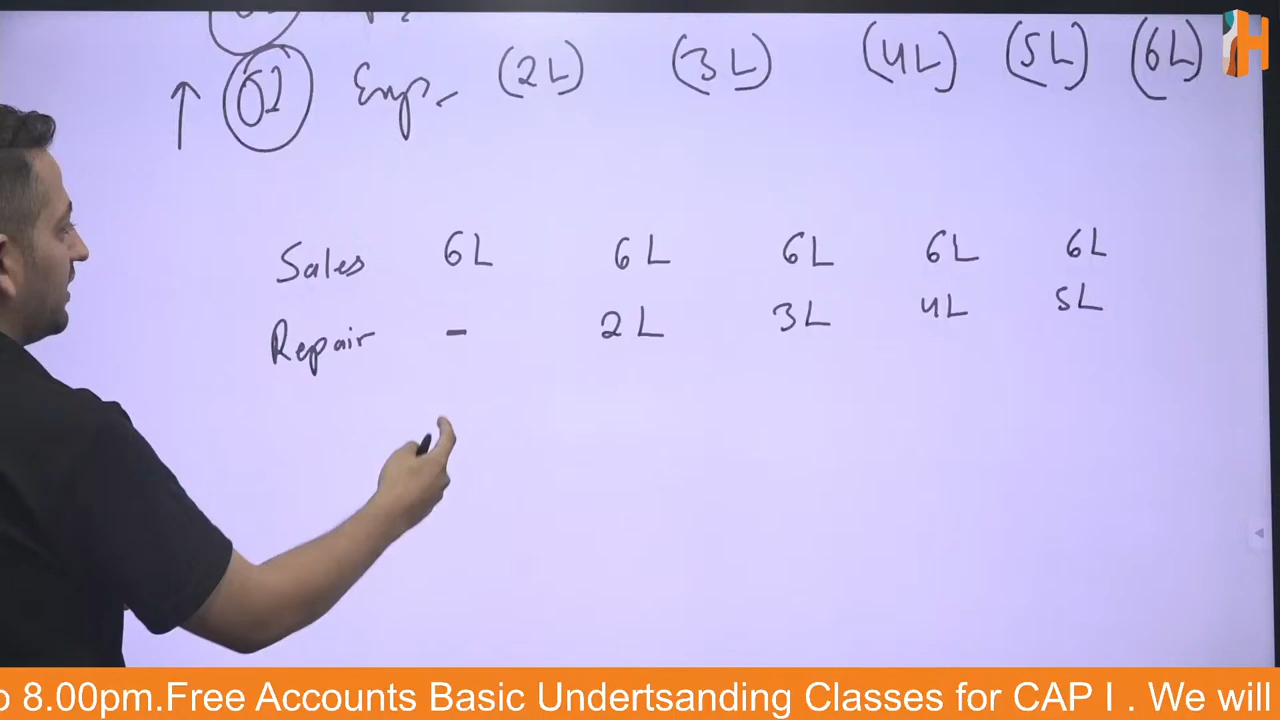 02 Exp. (2L) (3L) (4L) (5L) (6L)
Sales 6L 6L 6L 6L 6L
Repair - 2L 3L 4L 5L
o 8.00pm.Free Accounts Basic Undertsanding Classes for CAP I . We will